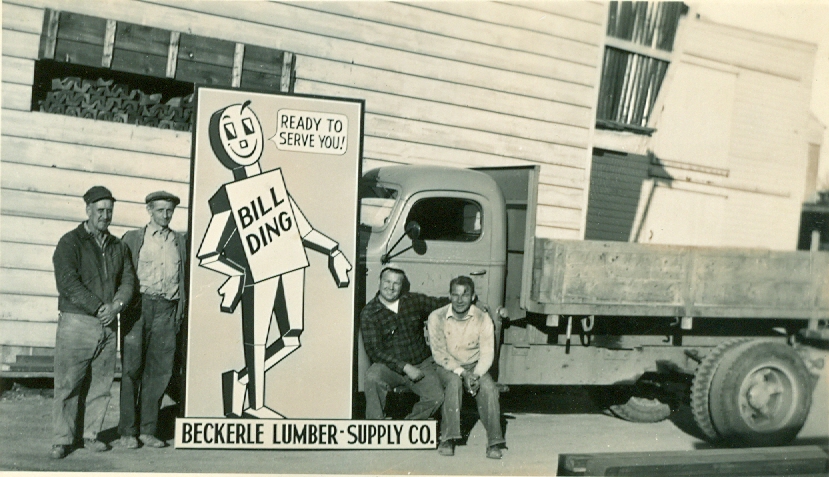 READY TO
SERVE YOU!
BILL
DING
BECKERLE LUMBER-SUPPLY CO.